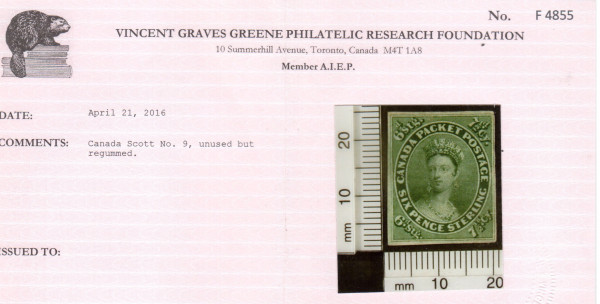 No. F 4855
VINCENT GRAVES GREENE PHILATELIC RESEARCH FOUNDATION
10 Summerhill Avenue, Toronto, Canada M4T 1A8
Member A.I.E.P.
DATE: April 21, 2016
COMMENTS: Canada Scott No. 9, unused but
regummed.
ISSUED TO:
CANADA PACKET POSTAGE
SIX PENCE STERLING
20
10
mm
mm 10 20